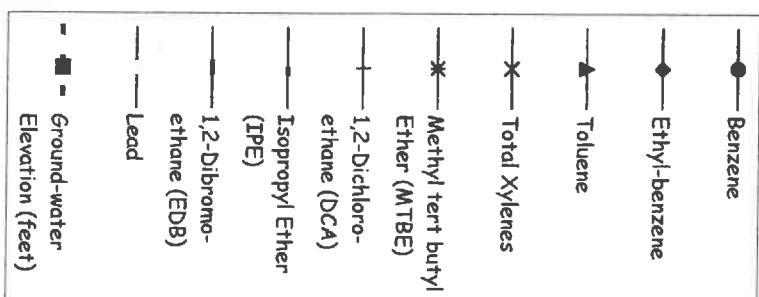 Benzene
Ethyl-benzene
Toluene
Total Xylenes
Methyl tert butyl
Ether (MTBE)
1,2-Dichloro-
ethane (DCA)
Isopropyl Ether
(IPE)
1,2-Dibromo-
ethane (EDB)
Lead
Ground-water
Elevation (feet)